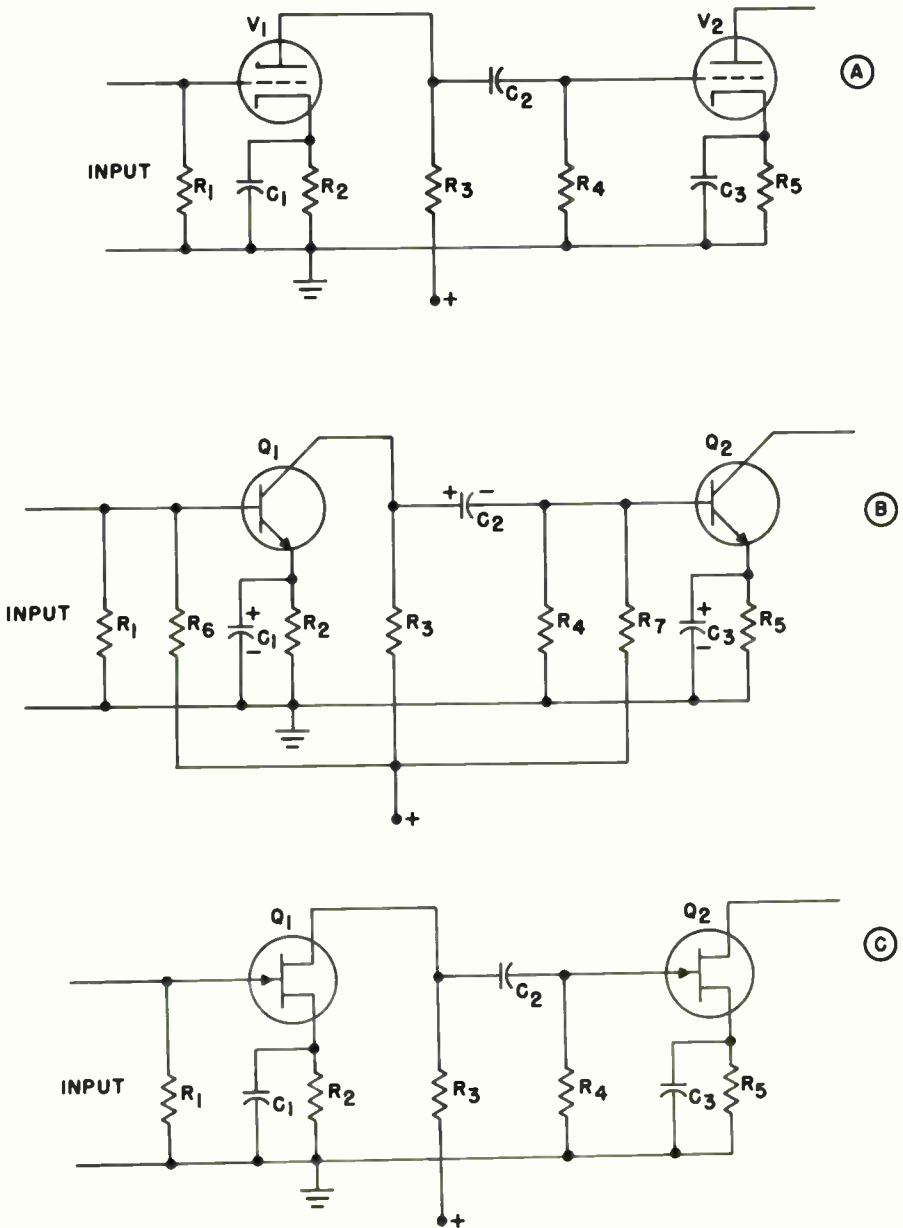 V1
V2
A
C2
INPUT
R1
C1
R2
R3
R4
C3
R5
+
Q1
Q2
B
+ −
C2
INPUT
R1
R6
+
C1
−
R2
R3
R4
R7
+
C3
−
R5
+
Q1
Q2
C
C2
INPUT
R1
C1
R2
R3
R4
C3
R5
+